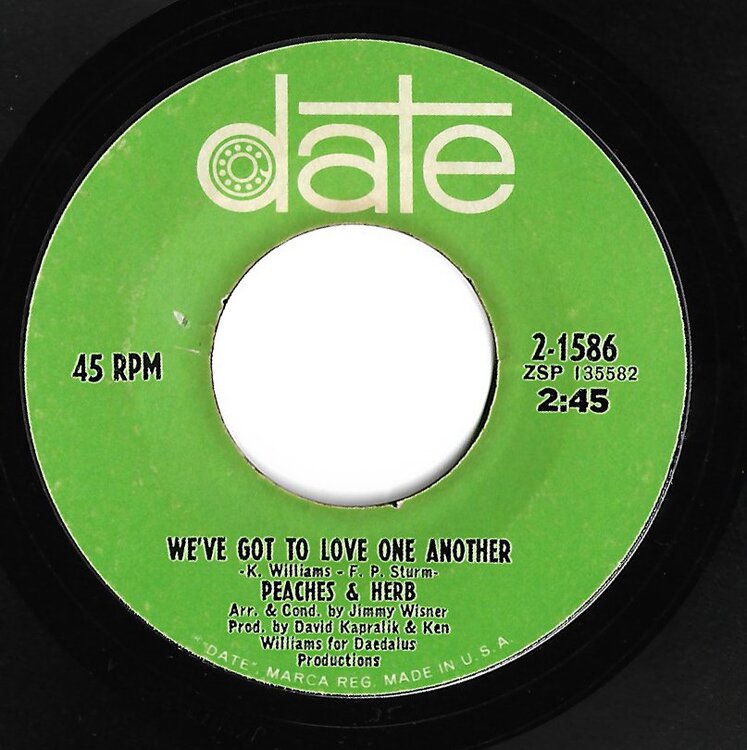 date
45 RPM
2-1586
ZSP 135582
2:45
WE'VE GOT TO LOVE ONE ANOTHER
-K. Williams - F. P. Sturm-
PEACHES & HERB
Arr. & Cond. by Jimmy Wisner
Prod. by David Kapralik & Ken
Williams for Daedalus
Productions
"DATE", MARCA REG. MADE IN U.S.A.